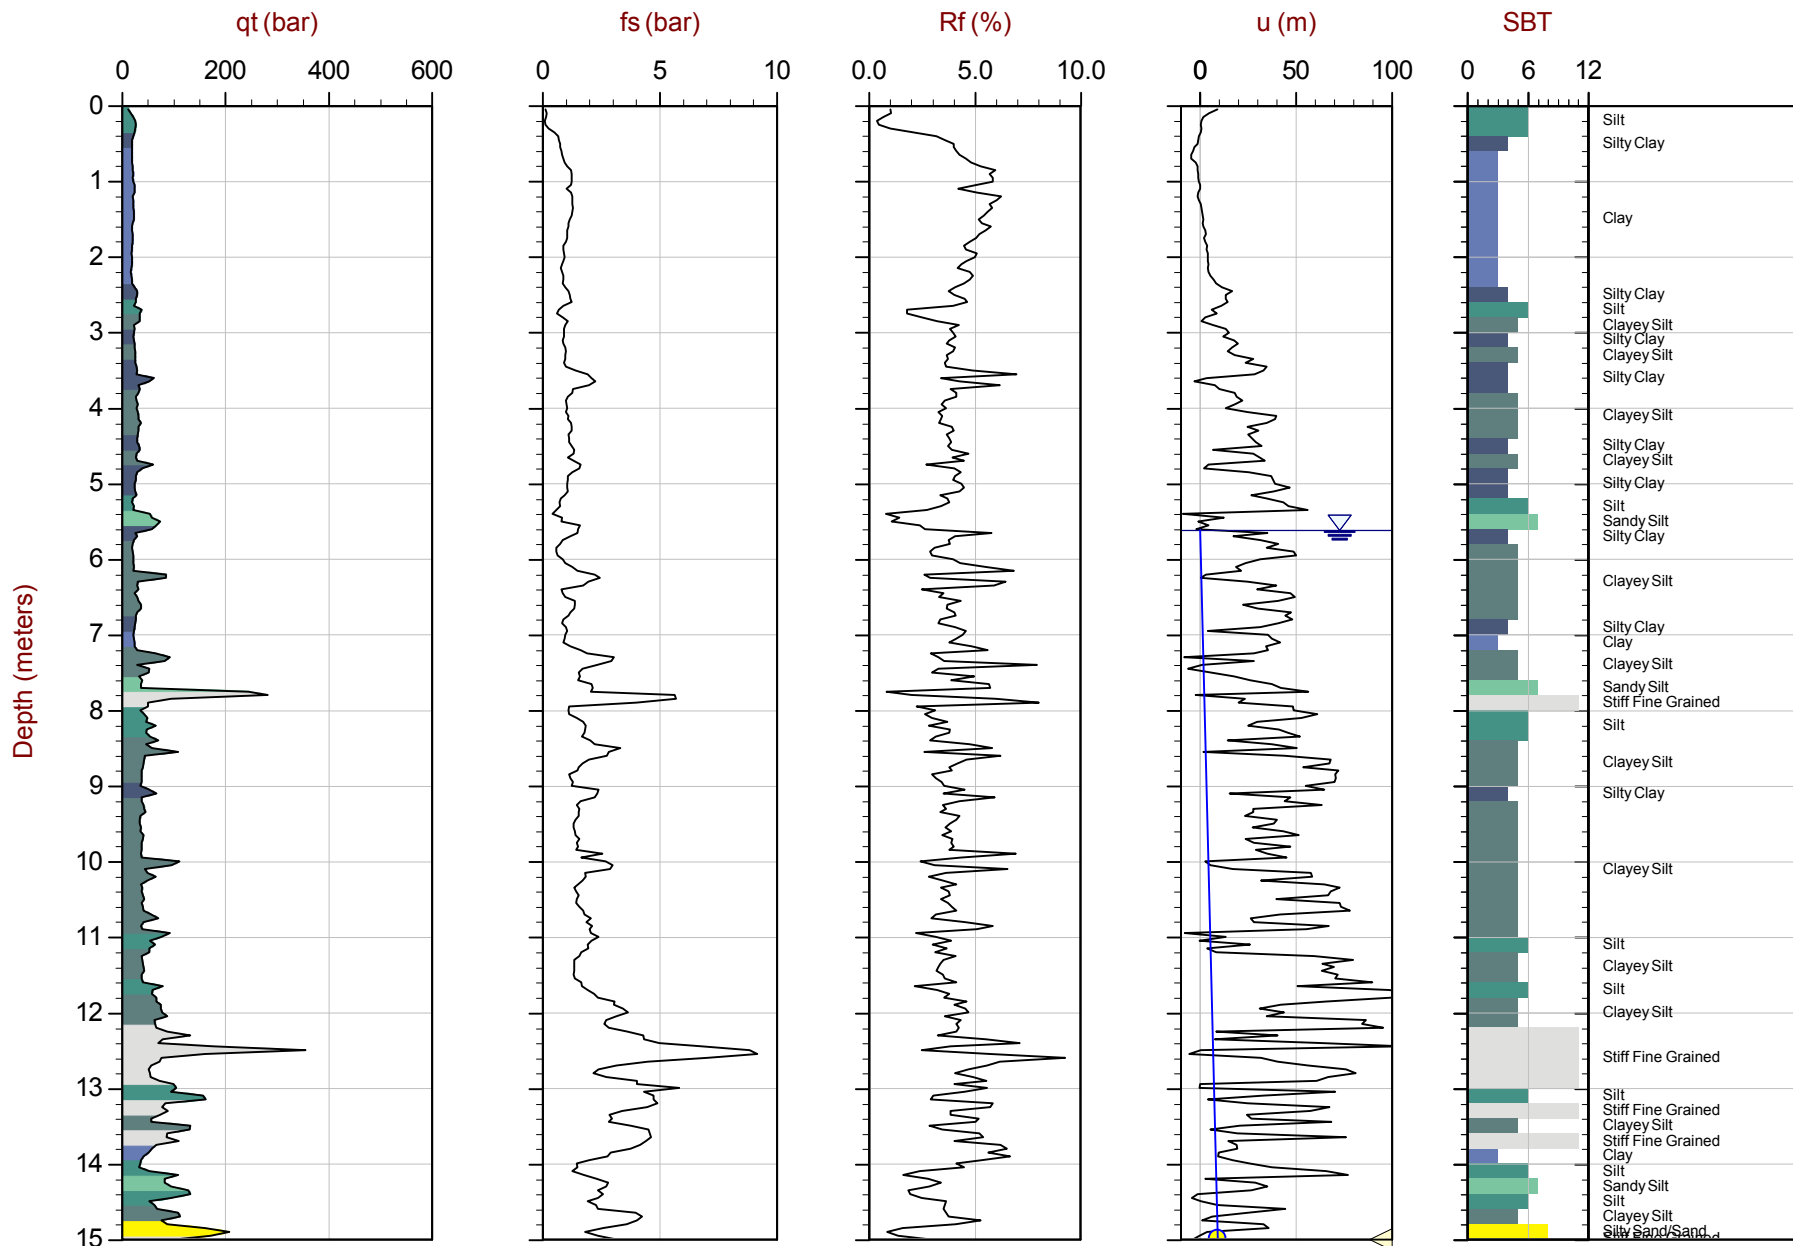 qt (bar) fs (bar) Rf (%) u (m) SBT
0 200 400 600 0 5 10 0.0 5.0 10.0 0 50 100 0 6 12
Depth (meters)
0
1
2
3
4
5
6
7
8
9
10
11
12
13
14
15
Silt
Silty Clay
Clay
Silty Clay
Silt
Clayey Silt
Silty Clay
Clayey Silt
Silty Clay
Clayey Silt
Silty Clay
Clayey Silt
Silty Clay
Silt
Sandy Silt
Silty Clay
Clayey Silt
Silty Clay
Clay
Clayey Silt
Sandy Silt
Stiff Fine Grained
Silt
Clayey Silt
Silty Clay
Clayey Silt
Silt
Clayey Silt
Silt
Clayey Silt
Stiff Fine Grained
Silt
Stiff Fine Grained
Clayey Silt
Stiff Fine Grained
Clay
Silt
Sandy Silt
Silt
Clayey Silt
Silty Sand/Sand
Stiff Fine Grained